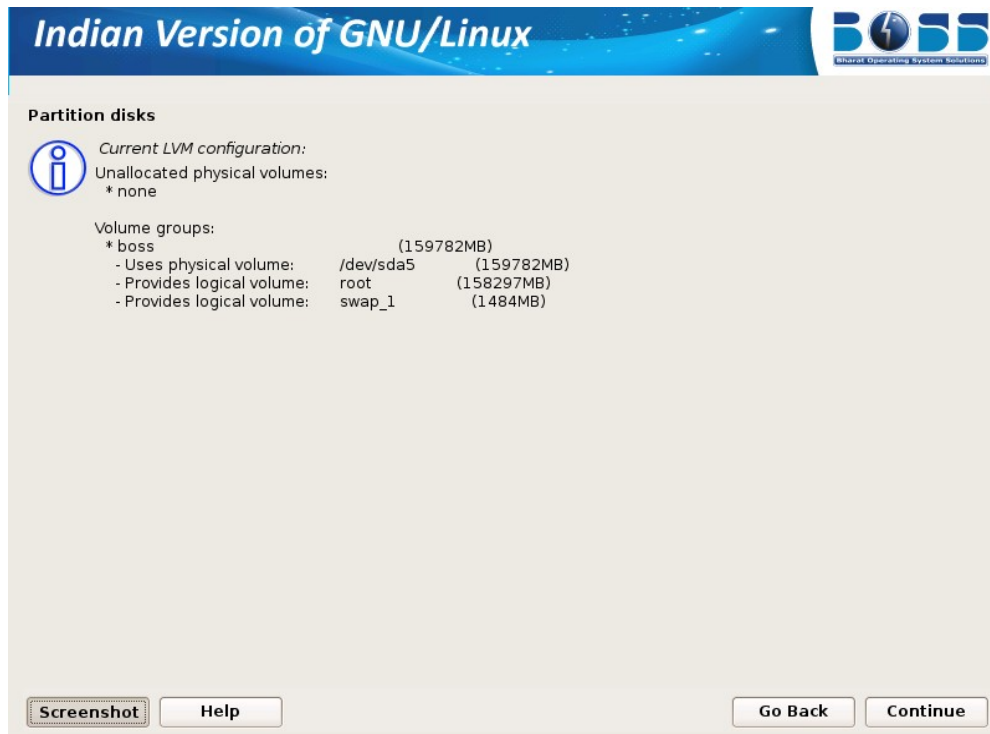 Indian Version of GNU/Linux
BOSS
Bharat Operating System Solutions
Partition disks
Current LVM configuration:
Unallocated physical volumes:
* none
Volume groups:
* boss (159782MB)
- Uses physical volume: /dev/sda5 (159782MB)
- Provides logical volume: root (158297MB)
- Provides logical volume: swap_1 (1484MB)
Screenshot Help Go Back Continue